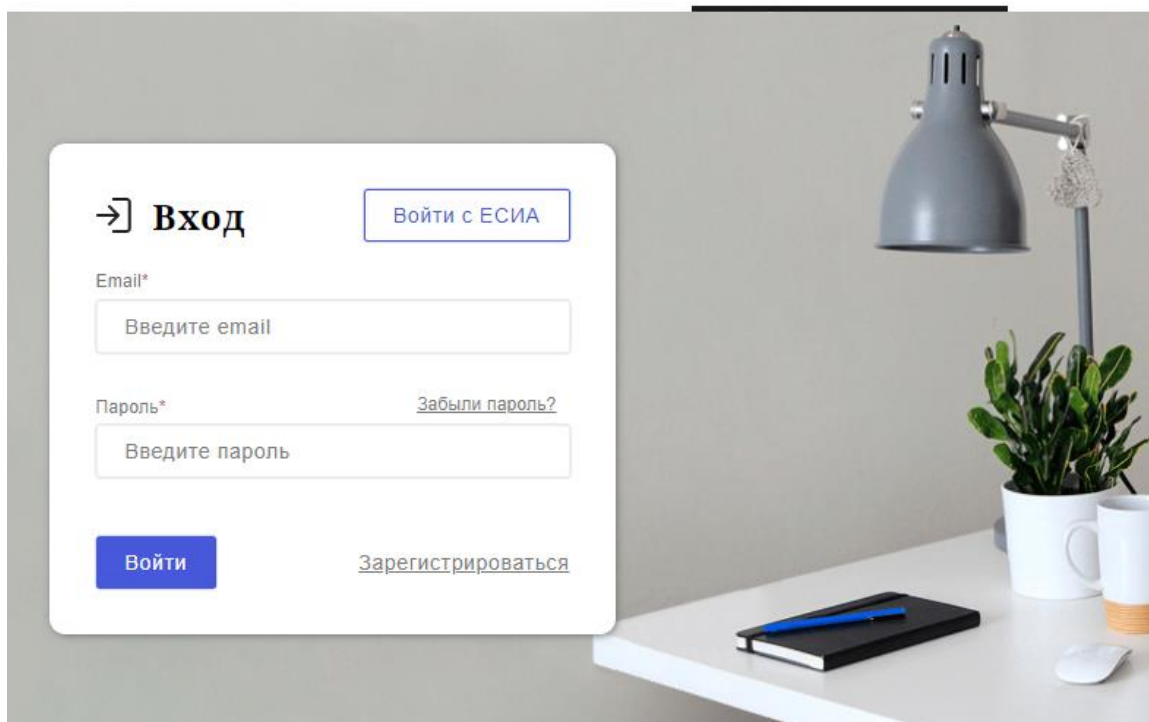 Вход
Войти с ЕСИА
Email*
Введите email
Пароль*
Забыли пароль?
Введите пароль
Войти
Зарегистрироваться